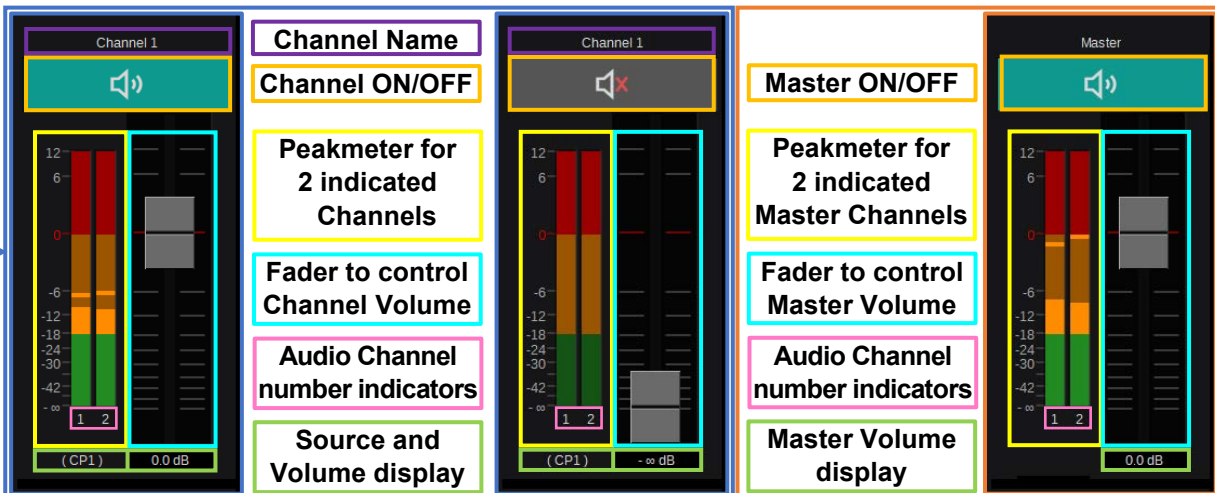 Channel 1
12
6
0
-6
-12
-18
-24
-30
-42
- ∞
1 2
( CP1 ) 0.0 dB
Channel Name
Channel ON/OFF
Peakmeter for
2 indicated
Channels
Fader to control
Channel Volume
Audio Channel
number indicators
Source and
Volume display
Channel 1
12
6
0
-6
-12
-18
-24
-30
-42
- ∞
1 2
( CP1 ) - ∞ dB
Master ON/OFF
Peakmeter for
2 indicated
Master Channels
Fader to control
Master Volume
Audio Channel
number indicators
Master Volume
display
Master
12
6
0
-6
-12
-18
-24
-30
-42
- ∞
1 2
0.0 dB